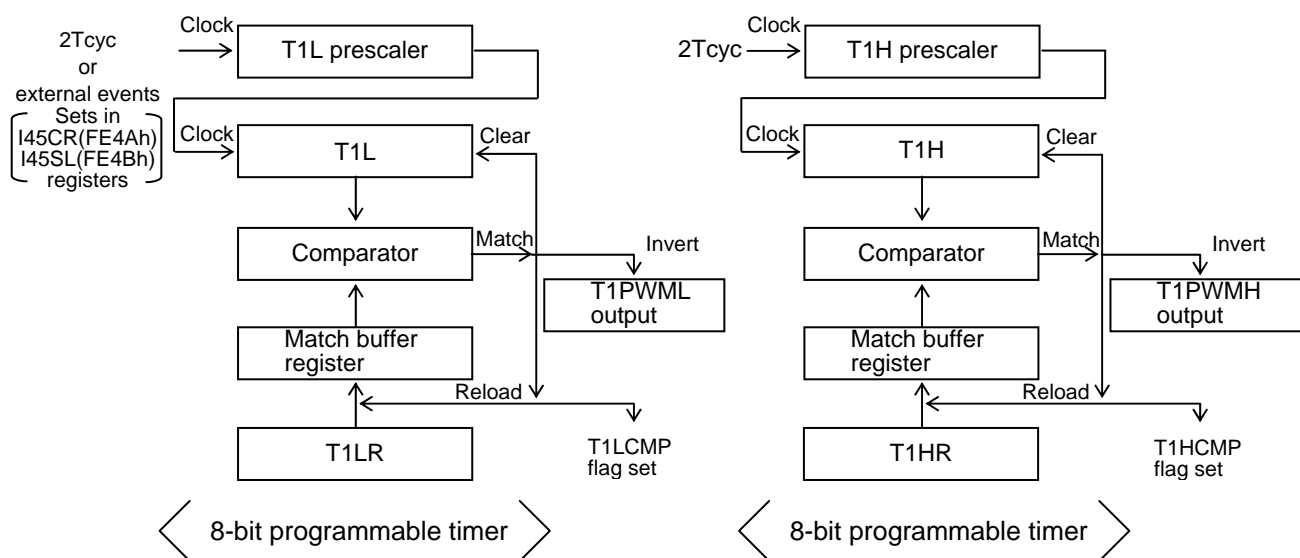 2Tcyc
or
external events
Sets in
I45CR(FE4Ah)
I45SL(FE4Bh)
registers
Clock
T1L prescaler
Clock
T1L
Clear
Comparator
Match
Invert
T1PWML
output
Match buffer
register
Reload
T1LR
T1LCMP
flag set
8-bit programmable timer
2Tcyc
Clock
T1H prescaler
Clock
T1H
Clear
Comparator
Match
Invert
T1PWMH
output
Match buffer
register
Reload
T1HR
T1HCMP
flag set
8-bit programmable timer